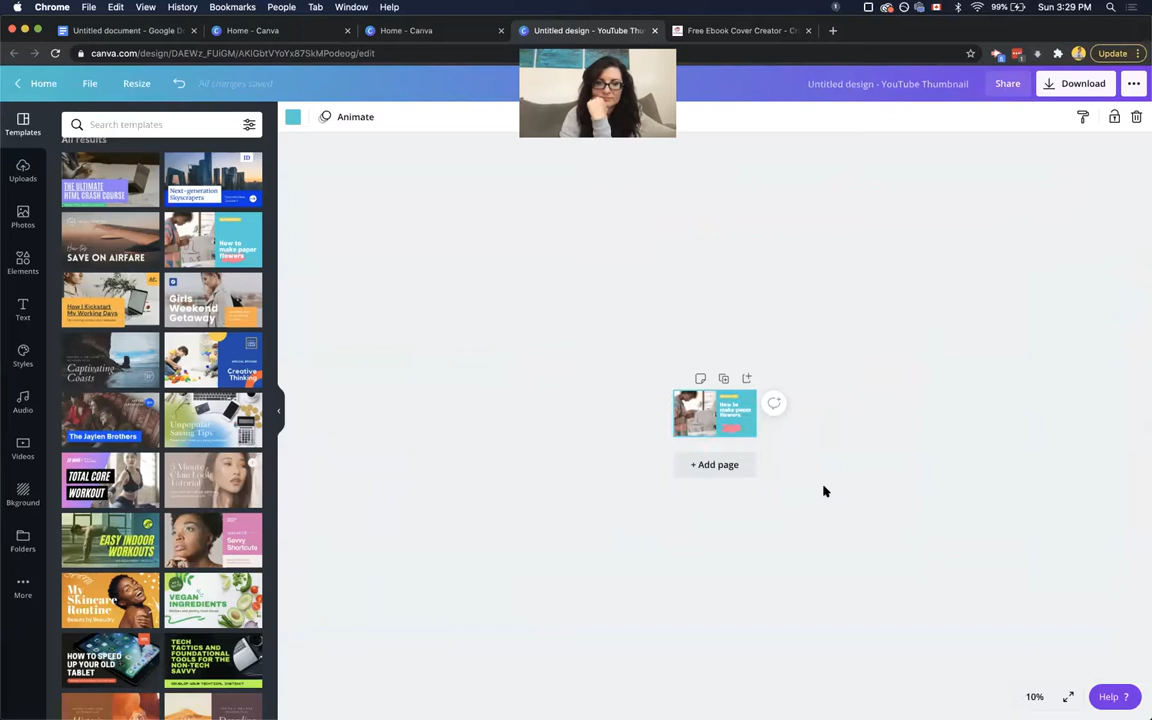 Chrome File Edit View History Bookmarks People Tab Window Help
99% Sun 3:29 PM
Untitled document - Google D
Home - Canva
Home - Canva
Untitled design - YouTube Thu
Free Ebook Cover Creator - C
canva.com/design/DAEWz_FUiGM/AKIGbtVYoYx87SkMPodeog/edit
Update
Home File Resize All changes saved
Untitled design - YouTube Thumbnail Share Download
Templates
Search templates
Animate
All results
Uploads
Photos
Elements
Text
Styles
Audio
Videos
Bkground
Folders
More
THE ULTIMATE
HTML CRASH COURSE
Next-generation
Skyscrapers
SAVE ON AIRFARE
How to
make paper
flowers
How I Kickstart
My Working Days
Girls
Weekend
Getaway
Captivating
Coasts
Creative
Thinking
The Jaylen Brothers
Unpopular
Saving Tips
TOTAL CORE
WORKOUT
5 Minute
Glam Look
Tutorial
EASY INDOOR
WORKOUTS
Savvy
Shortcuts
My
Skincare
Routine
VEGAN
INGREDIENTS
HOW TO SPEED
UP YOUR OLD
TABLET
TECH
TACTICS AND
FOUNDATIONAL
TOOLS FOR THE
NON-TECH
SAVVY
How to
make paper
flowers
+ Add page
10%
Help ?